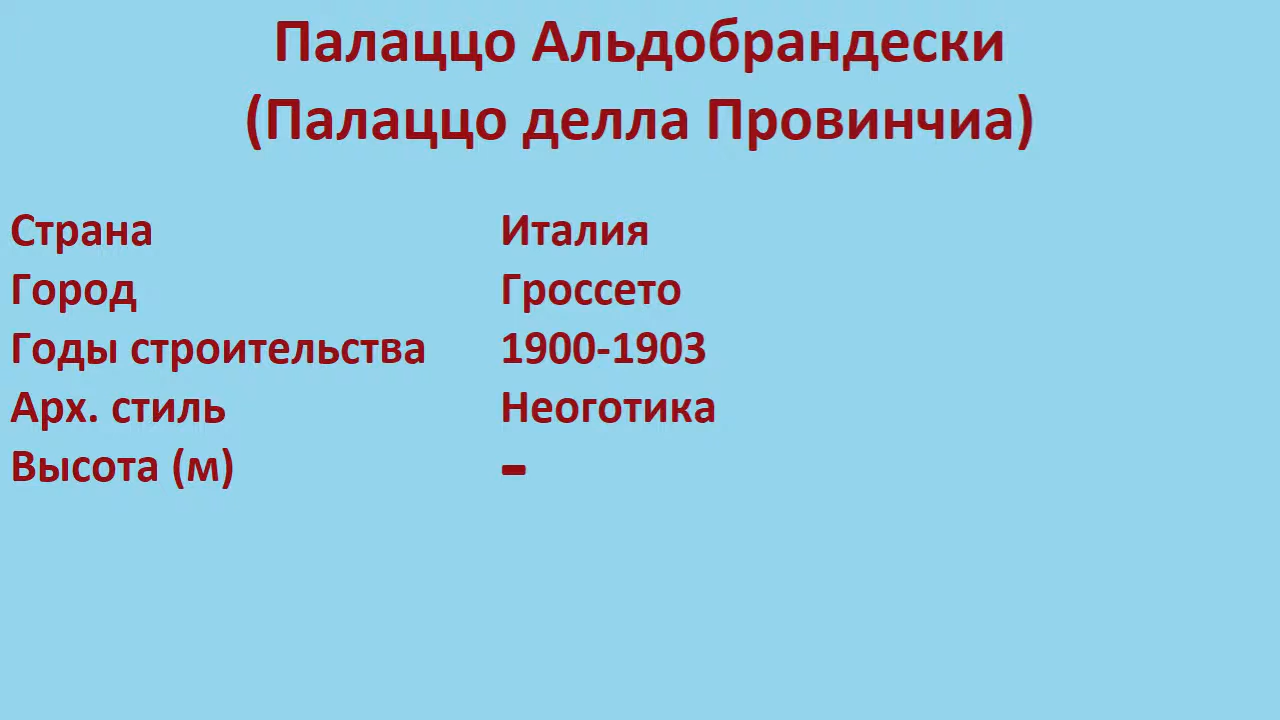 Палаццо Альдобрандески
(Палаццо делла Провинчиа)
Страна Италия
Город Гроссето
Годы строительства 1900-1903
Арх. стиль Неоготика
Высота (м) -